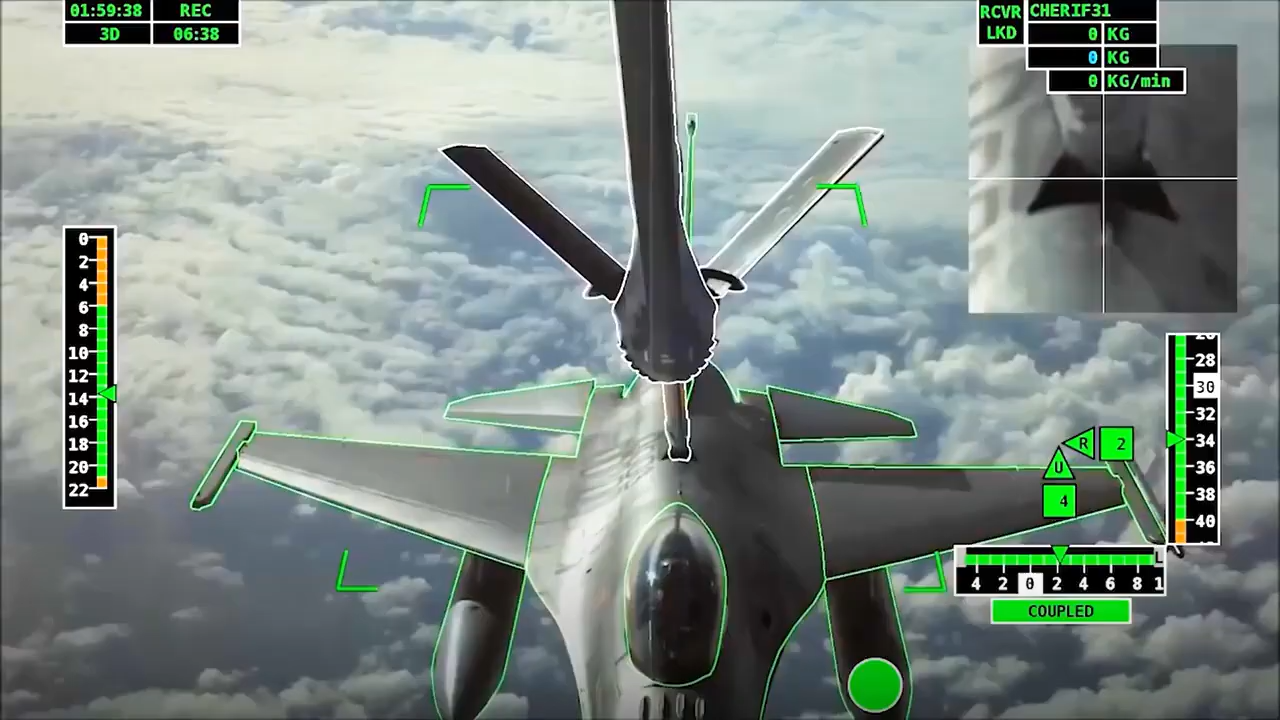 01:59:38 REC
3D 06:38
RCVR CHERIF31
LKD 0 KG
0 KG
0 KG/min
0
2
4
6
8
10
12
14
16
18
20
22
28
30
32
34
36
38
40
R 2
U
4
4 2 0 2 4 6 8 1
L
COUPLED